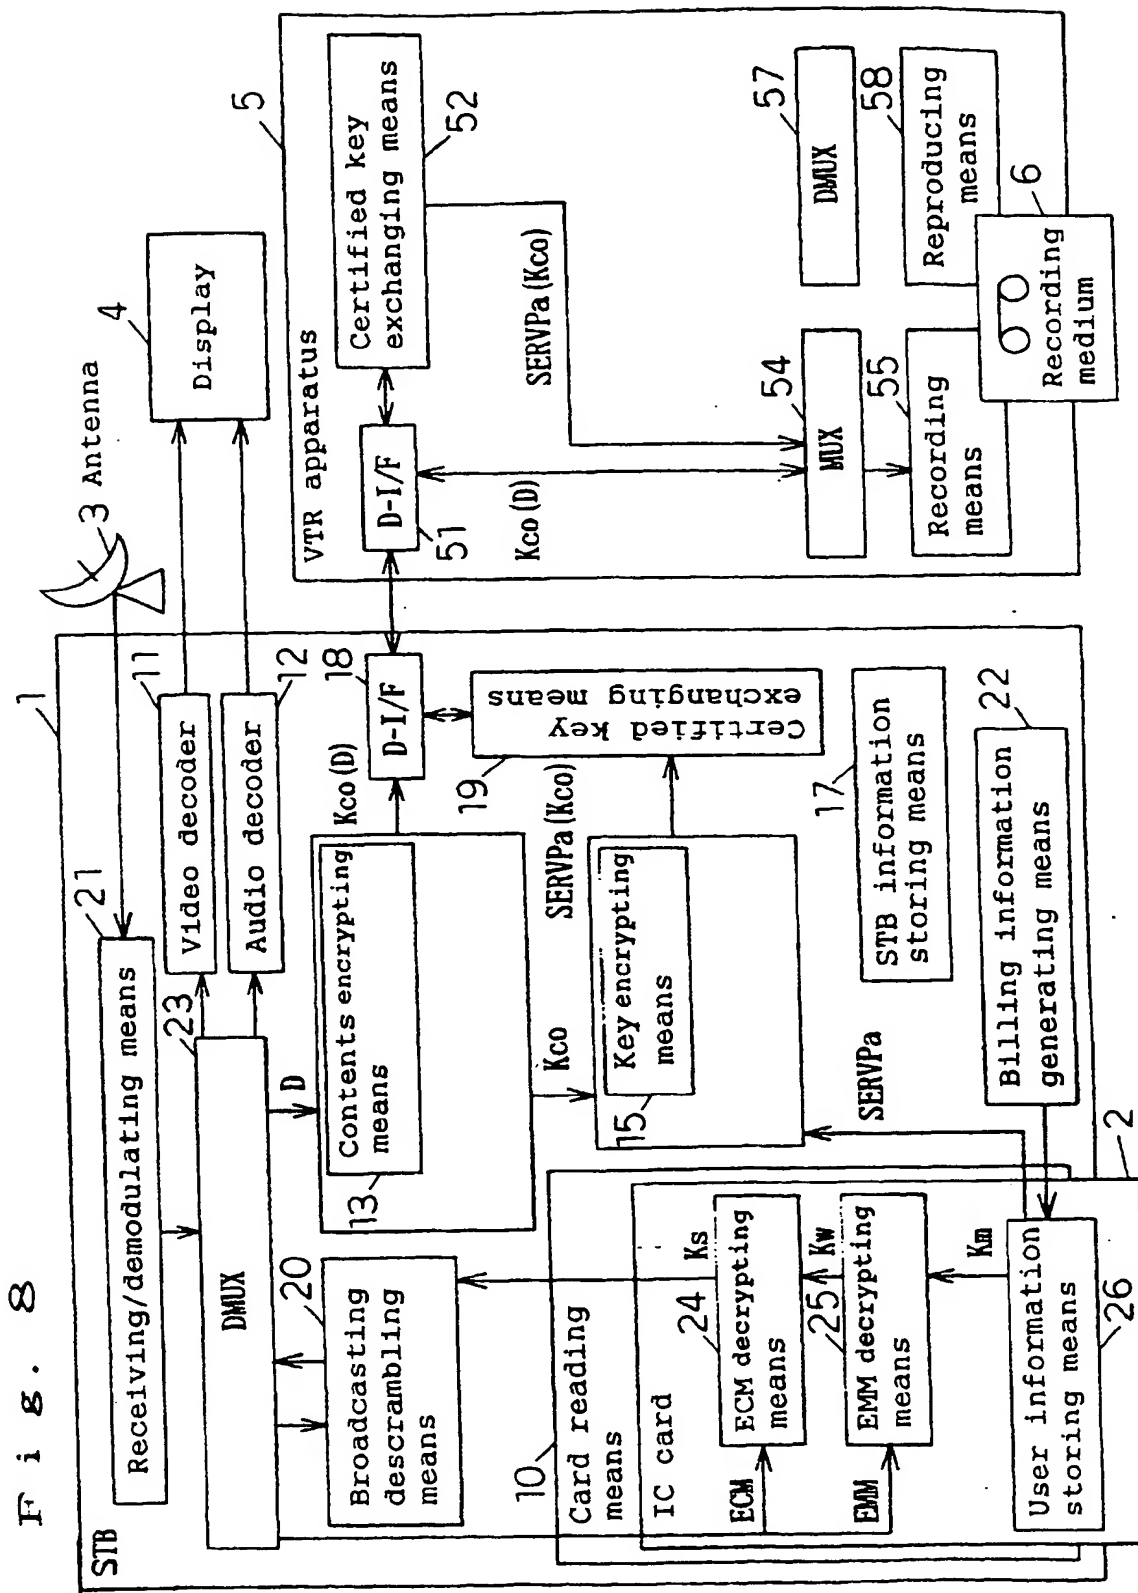 Fig. 8
STB
1
Receiving/demodulating means
21
3 Antenna
4
Display
DMUX
23
Video decoder
11
Audio decoder
12
D
Broadcasting
descrambling
means
20
Contents encrypting
means
13
Kco(D)
D-I/F
18
Certified key
exchanging means
19
Kco
SERVPa(Kco)
Key encrypting
means
15
STB information
storing means
17
SERVPa
Billing information
generating means
22
10
Card reading
means
IC card
2
ECM
ECM decrypting
means
24
Ks
EMM
EMM decrypting
means
25
Kw
Km
User information
storing means
26
VTR apparatus
5
D-I/F
51
Certified key
exchanging means
52
Kco(D)
SERVPa(Kco)
MUX
54
DMUX
57
Recording
means
55
Reproducing
means
58
Recording
medium
6